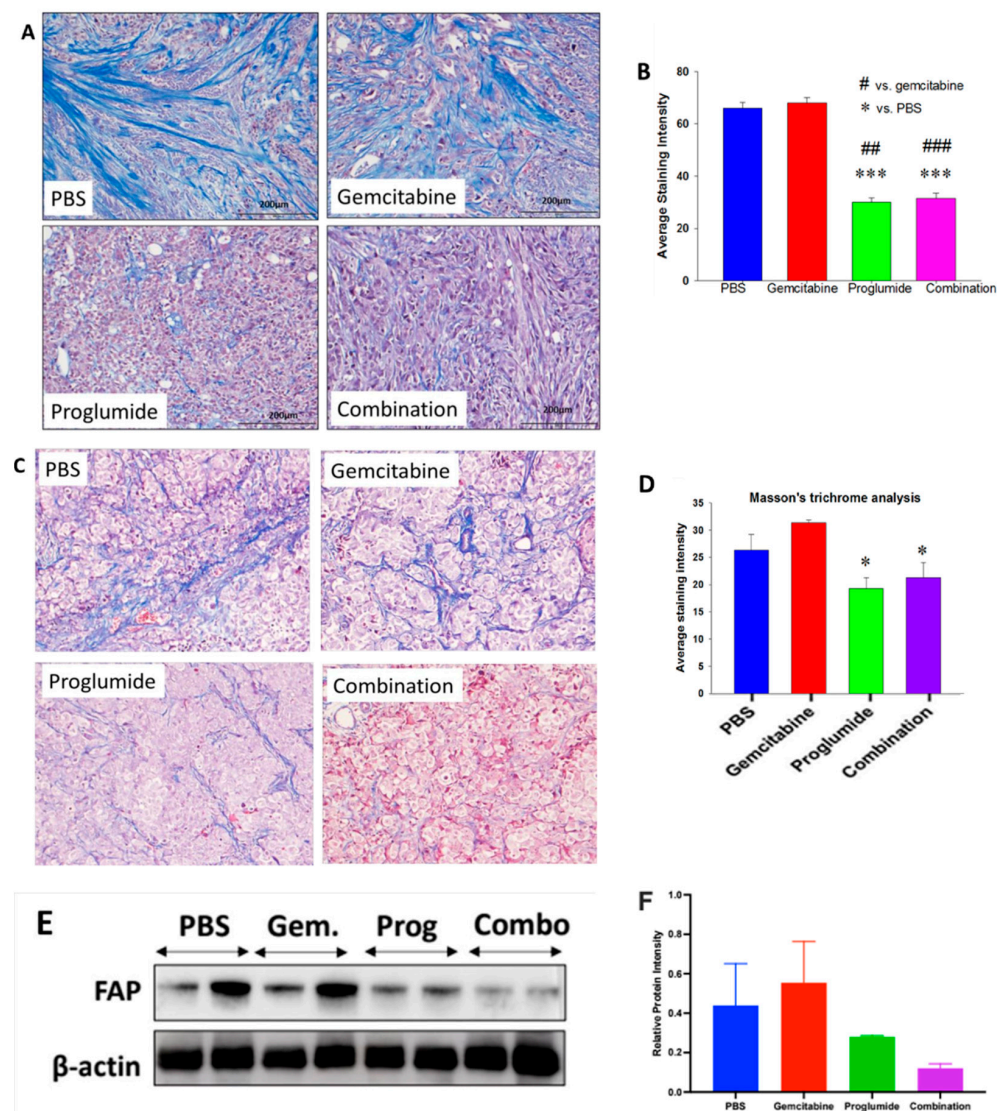 A
PBS
200μm
Gemcitabine
200μm
Proglumide
200μm
Combination
200μm
B
Average Staining Intensity
80
60
40
20
0
# vs. gemcitabine
* vs. PBS
##
***
###
***
PBS
Gemcitabine
Proglumide
Combination
C
PBS
Gemcitabine
Proglumide
Combination
D
Masson's trichrome analysis
Average staining intensity
35
30
25
20
15
10
5
0
*
*
PBS
Gemcitabine
Proglumide
Combination
E
PBS Gem. Prog Combo
FAP
β-actin
F
Relative Protein Intensity
1.0
0.8
0.6
0.4
0.2
0.0
PBS
Gemcitabine
Proglumide
Combination